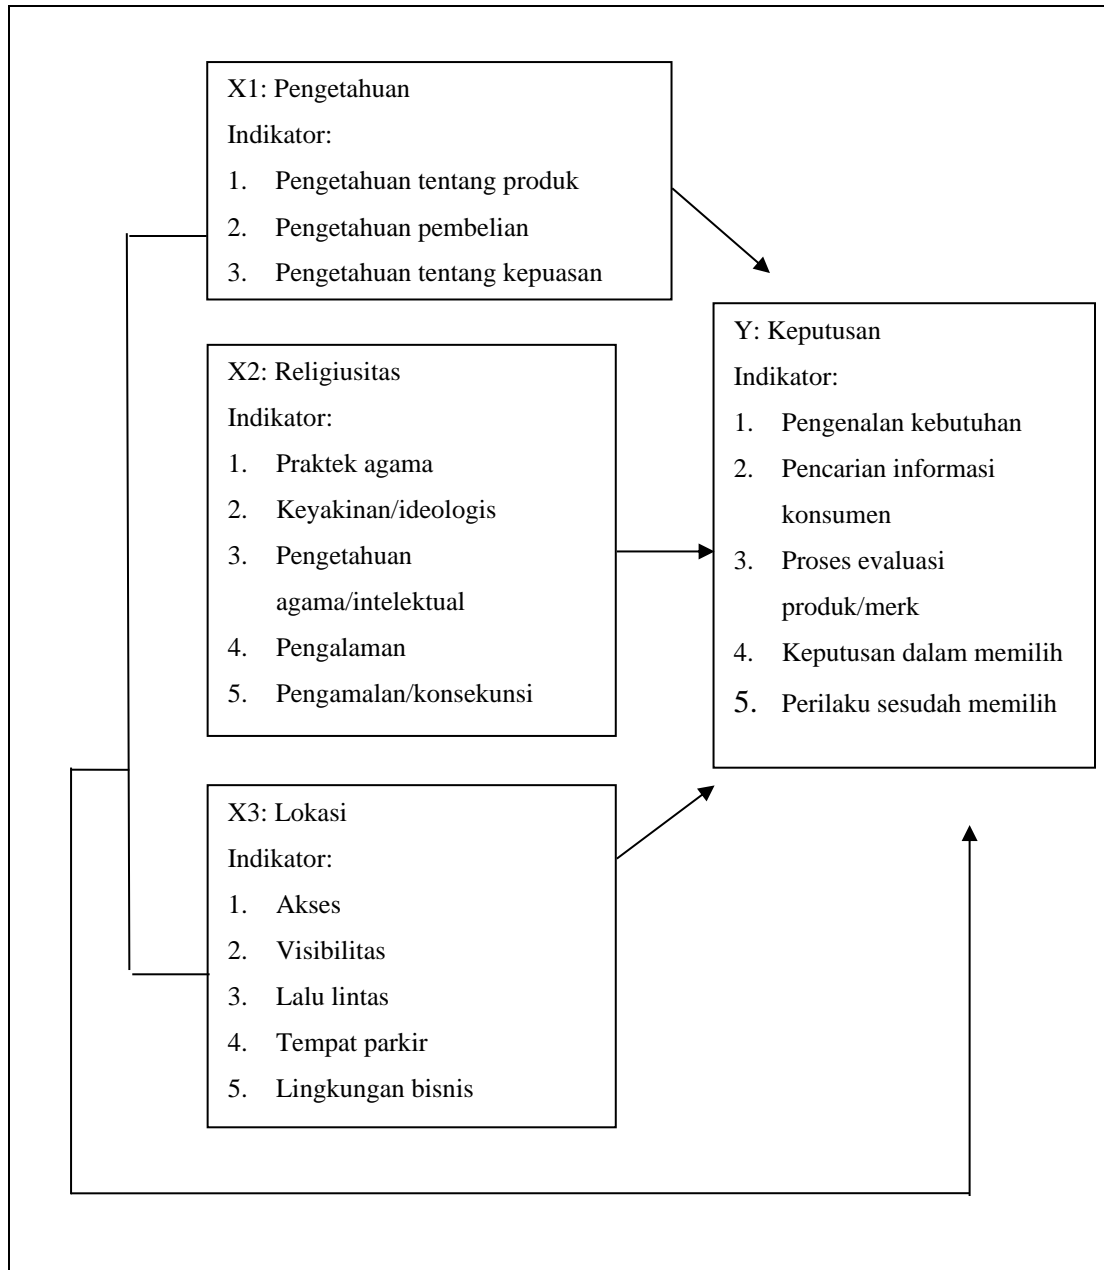 X1: Pengetahuan
Indikator:
1. Pengetahuan tentang produk
2. Pengetahuan pembelian
3. Pengetahuan tentang kepuasan
X2: Religiusitas
Indikator:
1. Praktek agama
2. Keyakinan/ideologis
3. Pengetahuan
agama/intelektual
4. Pengalaman
5. Pengamalan/konsekunsi
X3: Lokasi
Indikator:
1. Akses
2. Visibilitas
3. Lalu lintas
4. Tempat parkir
5. Lingkungan bisnis
Y: Keputusan
Indikator:
1. Pengenalan kebutuhan
2. Pencarian informasi
konsumen
3. Proses evaluasi
produk/merk
4. Keputusan dalam memilih
5. Perilaku sesudah memilih